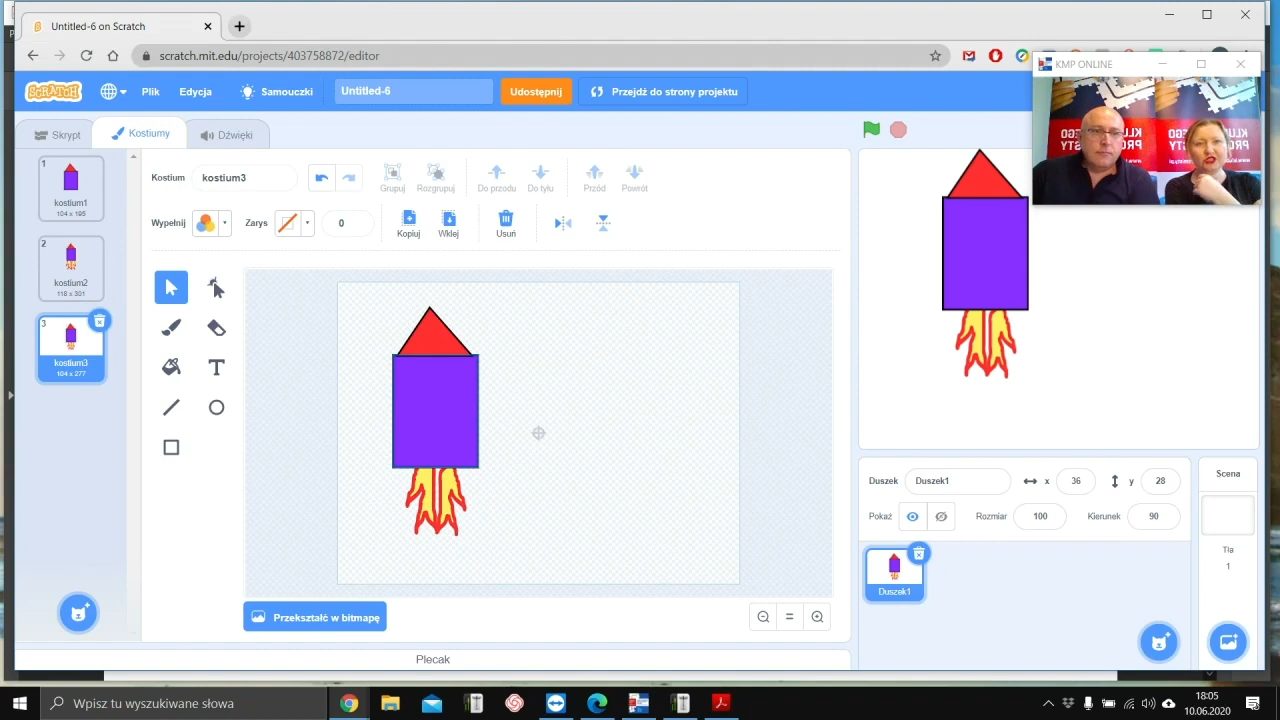 Untitled-6 on Scratch
scratch.mit.edu/projects/403758872/editor
KMP ONLINE
SCRATCH
Plik
Edycja
Samouczki
Untitled-6
Udostępnij
Przejdź do strony projektu
Skrypt
Kostiumy
Dźwięki
1
kostium1
104 x 195
2
kostium2
118 x 301
3
kostium3
104 x 277
Kostium
kostium3
Grupuj
Rozgrupuj
Do przodu
Do tyłu
Przód
Powrót
Wypełnij
Zarys
0
Kopiuj
Wklej
Usuń
Przekształć w bitmapę
Plecak
Duszek
Duszek1
x
36
y
28
Pokaż
Rozmiar
100
Kierunek
90
Duszek1
Scena
Tła
1
Wpisz tu wyszukiwane słowa
18:05
10.06.2020